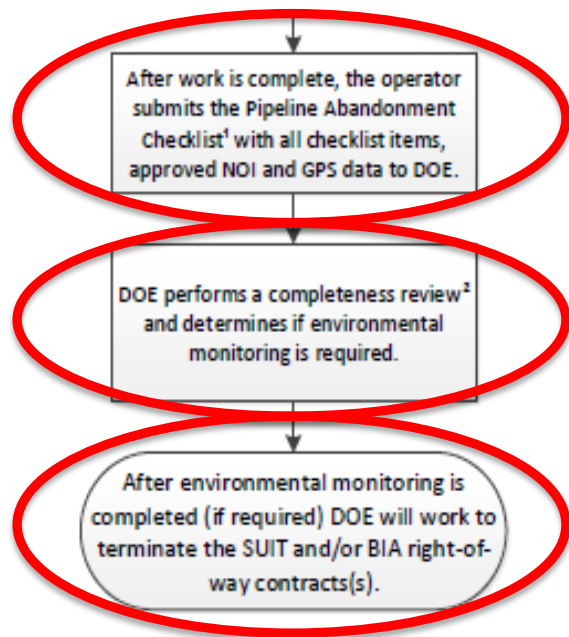 After work is complete, the operator
submits the Pipeline Abandonment
Checklist¹ with all checklist items,
approved NOI and GPS data to DOE.
DOE performs a completeness review²
and determines if environmental
monitoring is required.
After environmental monitoring is
completed (if required) DOE will work to
terminate the SUIT and/or BIA right-of-
way contracts(s).